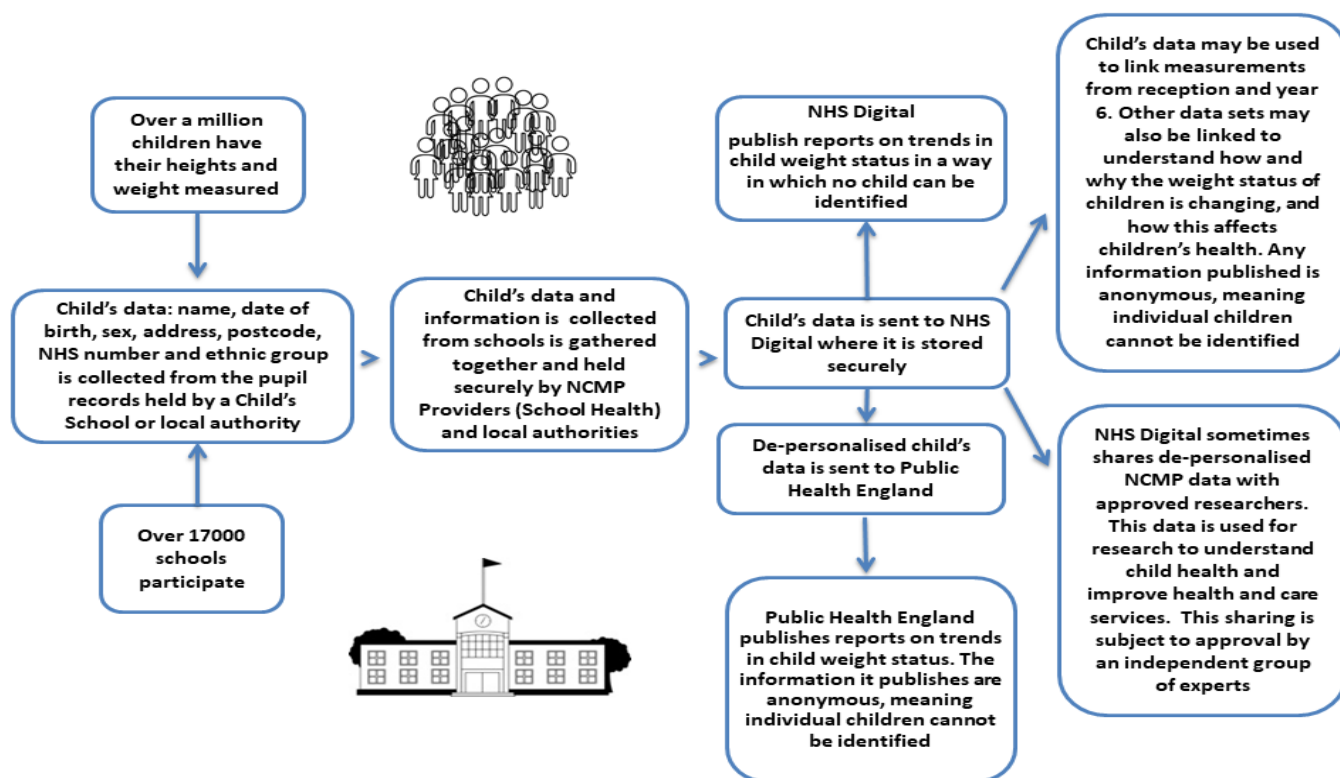 Over a million
children have
their heights and
weight measured
Child's data: name, date of
birth, sex, address, postcode,
NHS number and ethnic group
is collected from the pupil
records held by a Child's
School or local authority
Over 17000
schools
participate
Child's data and
information is collected
from schools is gathered
together and held
securely by NCMP
Providers (School Health)
and local authorities
NHS Digital
publish reports on trends in
child weight status in a way
in which no child can be
identified
Child's data is sent to NHS
Digital where it is stored
securely
De-personalised child's
data is sent to Public
Health England
Public Health England
publishes reports on trends
in child weight status. The
information it publishes are
anonymous, meaning
individual children cannot
be identified
Child's data may be used
to link measurements
from reception and year
6. Other data sets may
also be linked to
understand how and
why the weight status of
children is changing, and
how this affects
children's health. Any
information published is
anonymous, meaning
individual children
cannot be identified
NHS Digital sometimes
shares de-personalised
NCMP data with
approved researchers.
This data is used for
research to understand
child health and
improve health and care
services. This sharing is
subject to approval by
an independent group
of experts